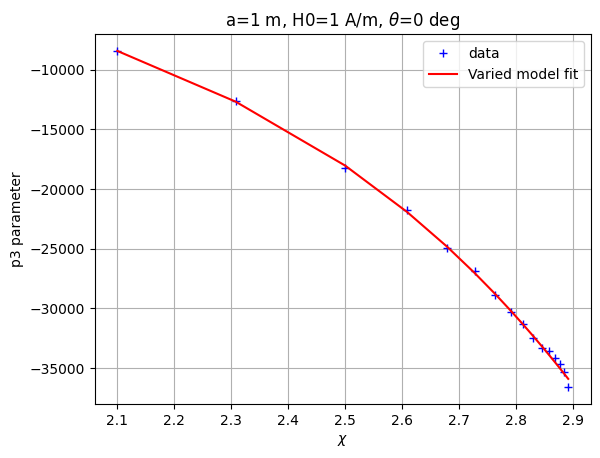 a=1 m, H0=1 A/m, θ=0 deg
data
Varied model fit
p3 parameter
−10000
−15000
−20000
−25000
−30000
−35000
2.1 2.2 2.3 2.4 2.5 2.6 2.7 2.8 2.9
χ